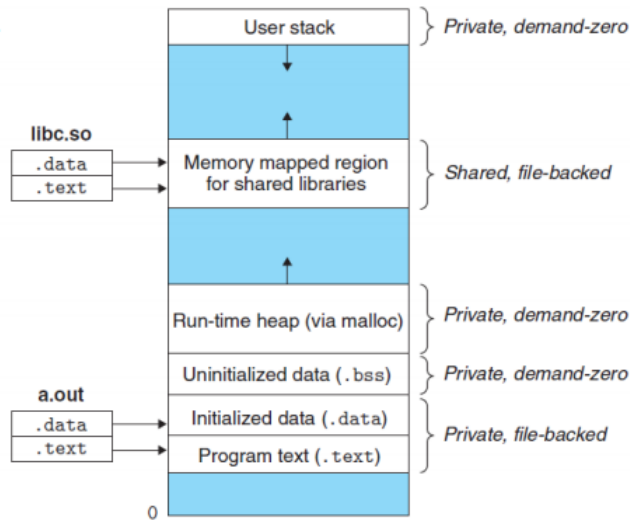 User stack
Private, demand-zero
libc.so
.data
.text
Memory mapped region
for shared libraries
Shared, file-backed
Run-time heap (via malloc)
Private, demand-zero
Uninitialized data (.bss)
Private, demand-zero
a.out
.data
.text
Initialized data (.data)
Program text (.text)
Private, file-backed
0